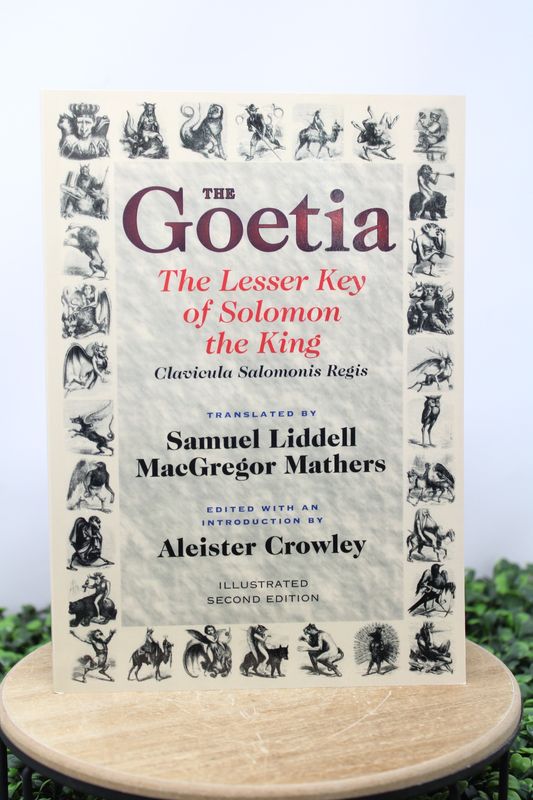 THE
Goetia
The Lesser Key
of Solomon
the King
Clavicula Salomonis Regis
TRANSLATED BY
Samuel Liddell
MacGregor Mathers
EDITED WITH AN
INTRODUCTION BY
Aleister Crowley
ILLUSTRATED
SECOND EDITION